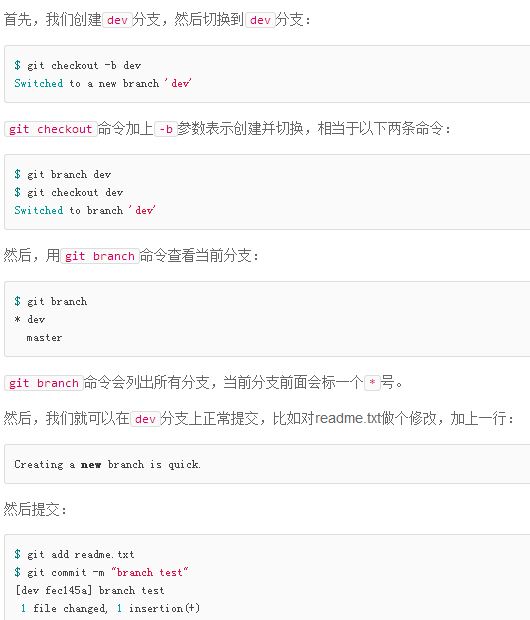 首先，我们创建dev分支，然后切换到dev分支：
$ git checkout -b dev
Switched to a new branch 'dev'
git checkout命令加上-b参数表示创建并切换，相当于以下两条命令：
$ git branch dev
$ git checkout dev
Switched to branch 'dev'
然后，用git branch命令查看当前分支：
$ git branch
* dev
  master
git branch命令会列出所有分支，当前分支前面会标一个*号。
然后，我们就可以在dev分支上正常提交，比如对readme.txt做个修改，加上一行：
Creating a new branch is quick.
然后提交：
$ git add readme.txt
$ git commit -m "branch test"
[dev fec145a] branch test
 1 file changed, 1 insertion(+)